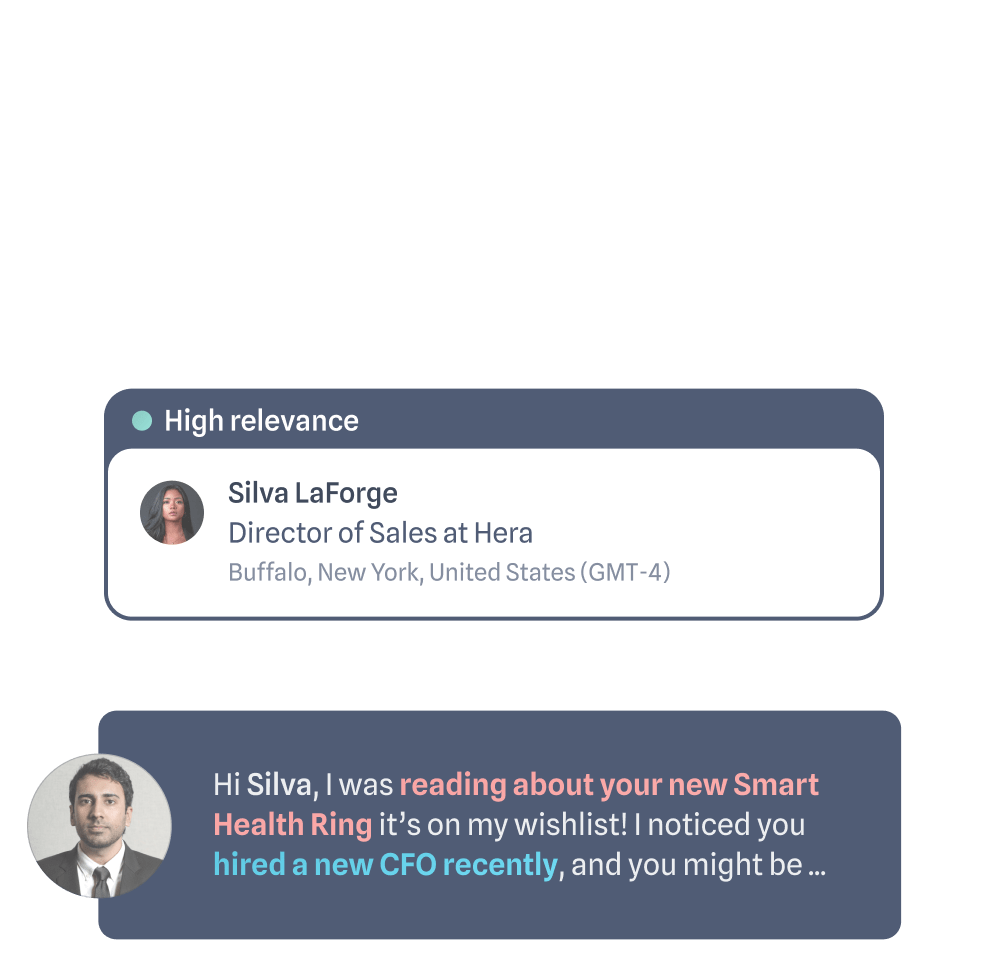 High relevance
Silva LaForge
Director of Sales at Hera
Buffalo, New York, United States (GMT-4)
Hi Silva, I was reading about your new Smart
Health Ring it’s on my wishlist! I noticed you
hired a new CFO recently, and you might be ...